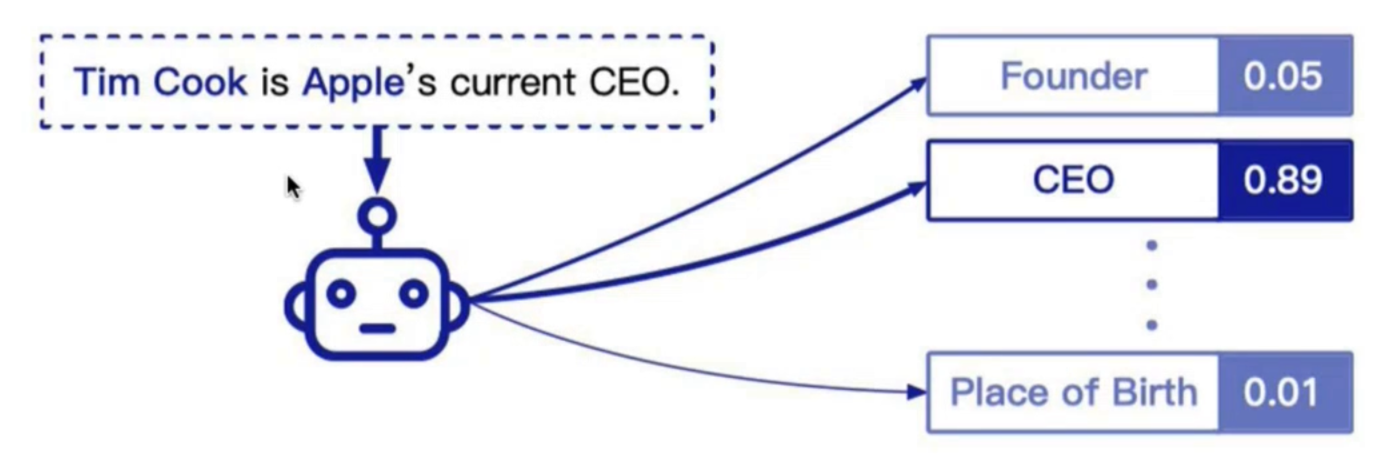 Tim Cook is Apple’s current CEO.
Founder 0.05
CEO 0.89
Place of Birth 0.01